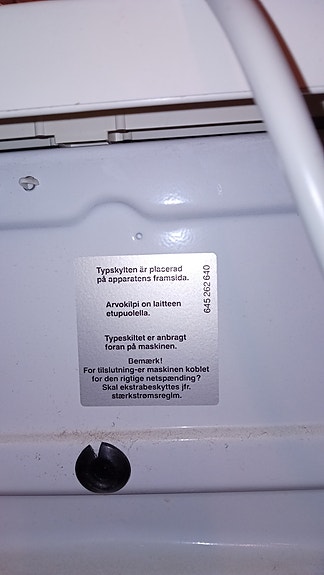 Typskylten är placerad
på apparatens framsida.
Arvokilpi on laitteen
etupuolella.
Typeskiltet er anbragt
foran på maskinen.
Bemærk!
For tilslutning-er maskinen koblet
for den rigtige netspænding?
Skal ekstrabeskyttes jfr.
stærkstrømsreglm.
645 262 640